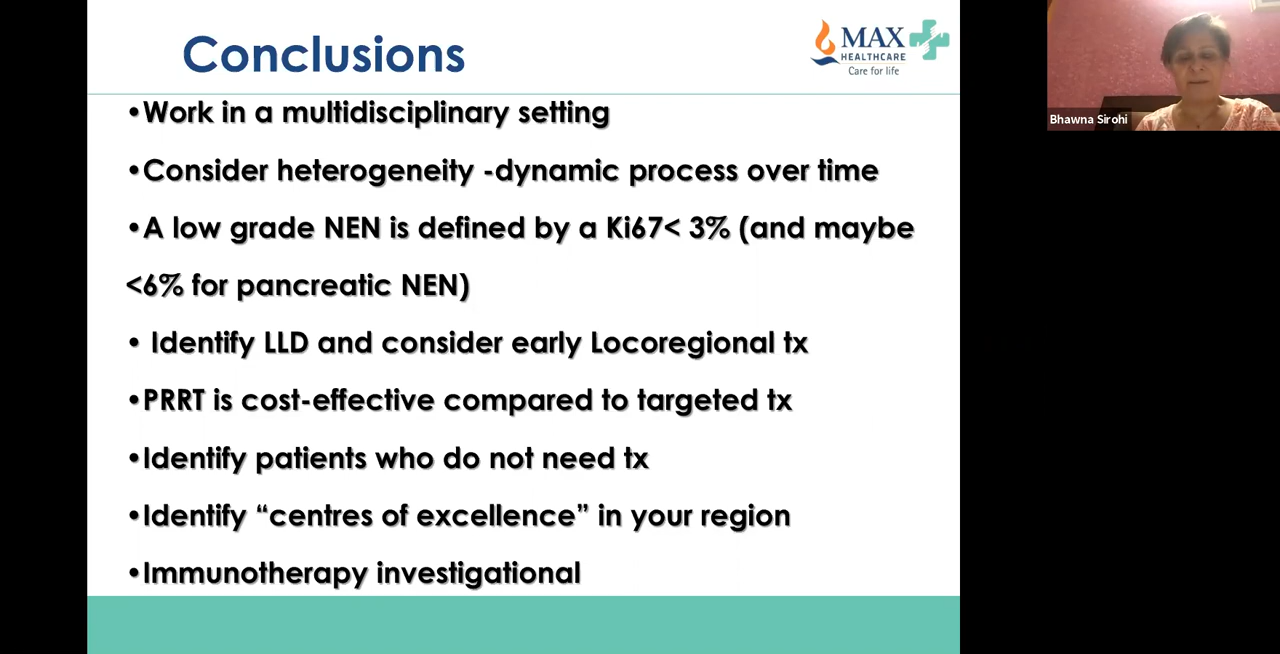 Conclusions
MAX
HEALTHCARE
Care for life
Bhawna Sirohi
•Work in a multidisciplinary setting
•Consider heterogeneity -dynamic process over time
•A low grade NEN is defined by a Ki67< 3% (and maybe
<6% for pancreatic NEN)
• Identify LLD and consider early Locoregional tx
•PRRT is cost-effective compared to targeted tx
•Identify patients who do not need tx
•Identify “centres of excellence” in your region
•Immunotherapy investigational